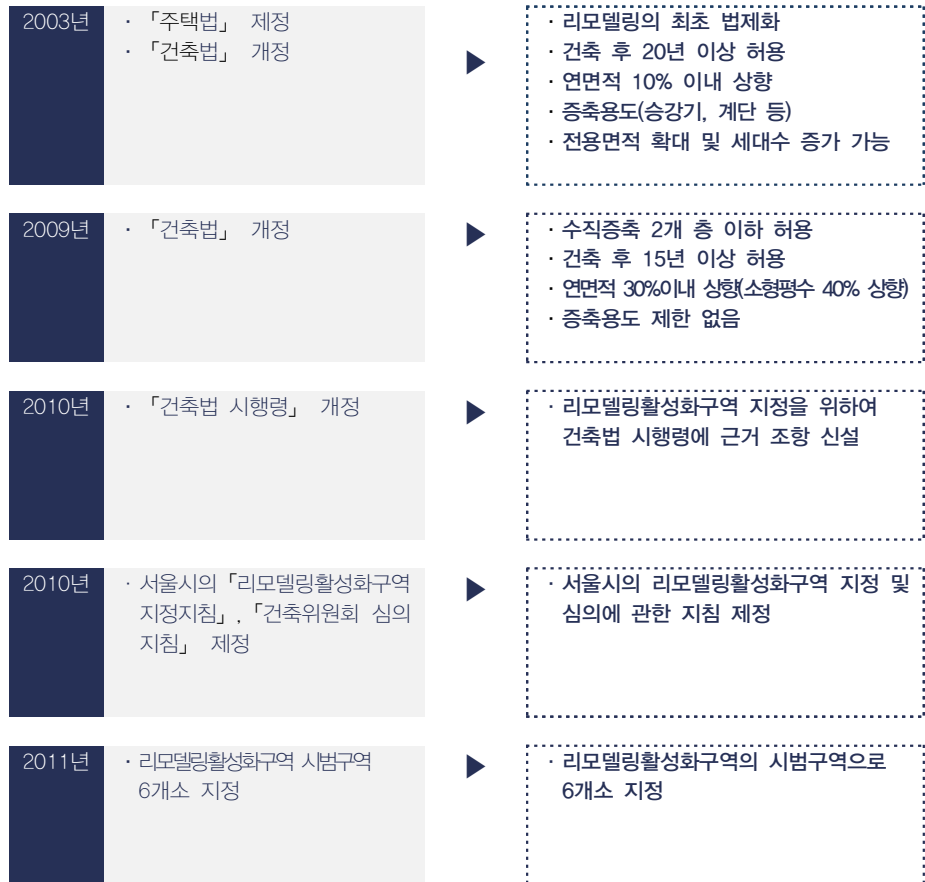 2003년
· 「주택법」 제정
· 「건축법」 개정
▶
· 리모델링의 최초 법제화
· 건축 후 20년 이상 허용
· 연면적 10% 이내 상향
· 증축용도(승강기, 계단 등)
· 전용면적 확대 및 세대수 증가 가능
2009년
· 「건축법」 개정
▶
· 수직증축 2개 층 이하 허용
· 건축 후 15년 이상 허용
· 연면적 30%이내 상향(소형평수 40% 상향)
· 증축용도 제한 없음
2010년
· 「건축법 시행령」 개정
▶
· 리모델링활성화구역 지정을 위하여
건축법 시행령에 근거 조항 신설
2010년
· 서울시의 「리모델링활성화구역
지정지침」, 「건축위원회 심의
지침」 제정
▶
· 서울시의 리모델링활성화구역 지정 및
심의에 관한 지침 제정
2011년
· 리모델링활성화구역 시범구역
6개소 지정
▶
· 리모델링활성화구역의 시범구역으로
6개소 지정